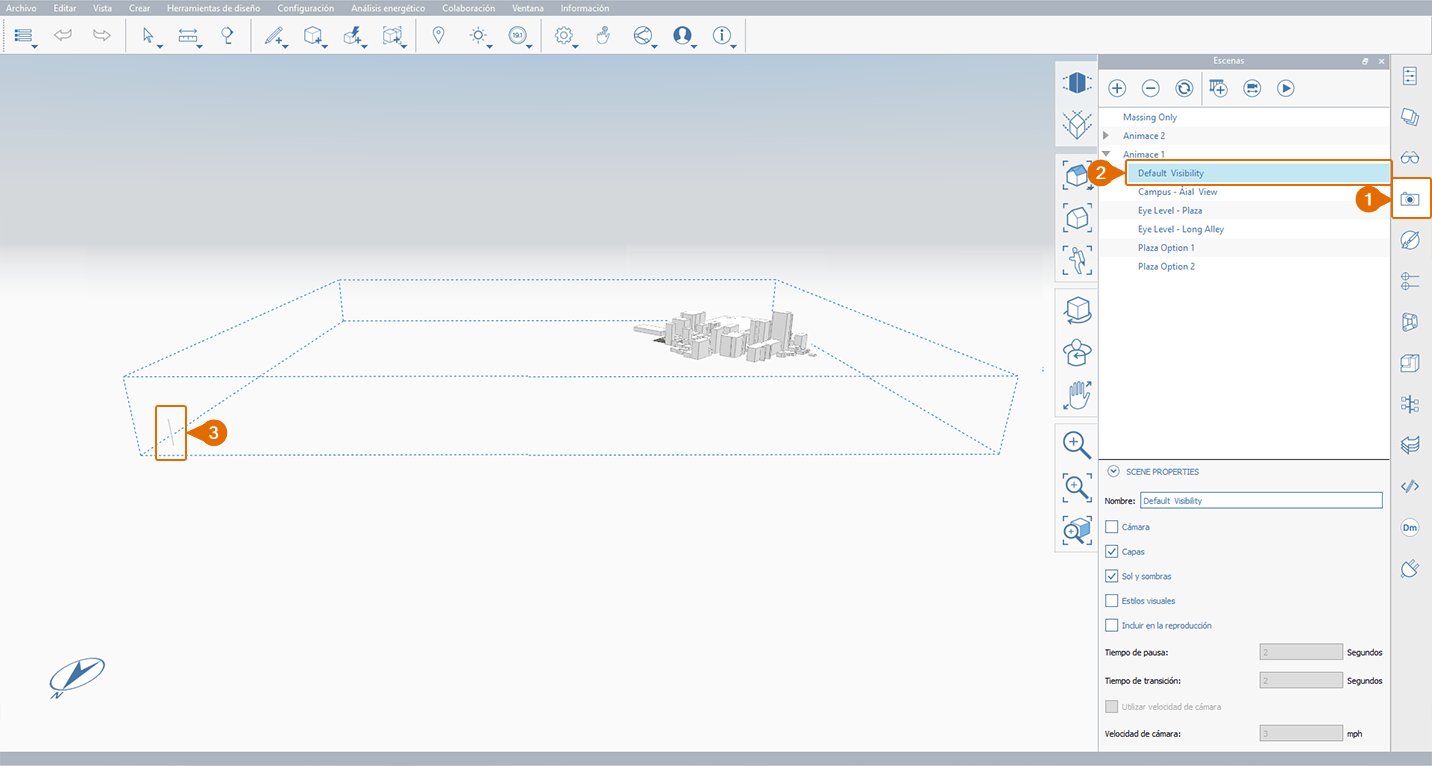 Archivo Editar Vista Crear Herramientas de diseño Configuración Análisis energético Colaboración Ventana Información
19.1
Escenas
Massing Only
Animace 2
Animace 1
2 Default Visibility
Campus - Aial View
1
Eye Level - Plaza
Eye Level - Long Alley
Plaza Option 1
Plaza Option 2
3
SCENE PROPERTIES
Nombre: Default Visibility
Cámara
Dm
Capas
Sol y sombras
Estilos visuales
Incluir en la reproducción
Tiempo de pausa: 2 Segundos
Tiempo de transición: 2 Segundos
Utilizar velocidad de cámara
Velocidad de cámara: 3 mph
N